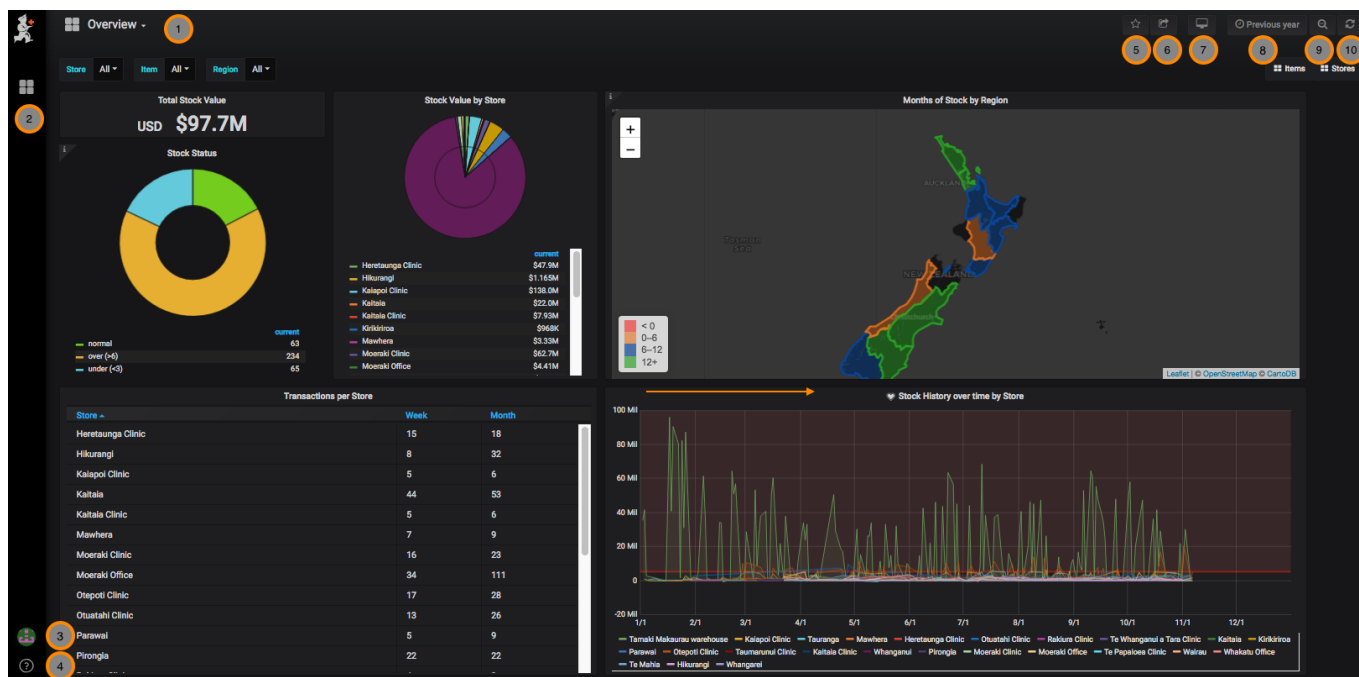 Overview
1
5
6
7
Previous year
8
9
10
Store All Item All Region All
Items Stores
2
Total Stock Value
USD $97.7M
Stock Status
current
normal 63
over (>6) 234
under (<3) 65
Stock Value by Store
current
Heretaunga Clinic $47.9M
Hikurangi $1.165M
Kaiapoi Clinic $138.0M
Kaitaia $22.0M
Kaitaia Clinic $7.93M
Kirikiriroa $968K
Mawhera $3.33M
Moeraki Clinic $62.7M
Moeraki Office $4.41M
Months of Stock by Region
+
−
AUCKLAND
Tasman
Sea
NEW ZEALAND
< 0
0–6
6–12
12+
Leaflet | © OpenStreetMap © CartoDB
Transactions per Store
Store Week Month
Heretaunga Clinic 15 18
Hikurangi 8 32
Kaiapoi Clinic 5 6
Kaitaia 44 53
Kaitaia Clinic 5 6
Mawhera 7 9
Moeraki Clinic 16 23
Moeraki Office 34 111
Otepoti Clinic 17 28
Otuatahi Clinic 13 26
Parawai 5 9
Pirongia 22 22
3
4
?
Stock History over time by Store
100 Mil
80 Mil
60 Mil
40 Mil
20 Mil
0
-20 Mil
1/1 2/1 3/1 4/1 5/1 6/1 7/1 8/1 9/1 10/1 11/1 12/1
Tamaki Makaurau warehouse Kaiapoi Clinic Tauranga Mawhera Heretaunga Clinic Otuatahi Clinic Rakiura Clinic Te Whanganui a Tara Clinic Kaitaia Kirikiriroa
Parawai Otepoti Clinic Taumarunui Clinic Kaitaia Clinic Whanganui Pirongia Moeraki Clinic Moeraki Office Te Papaioea Clinic Wairau Whakatu Office
Te Mahia Hikurangi Whangarei